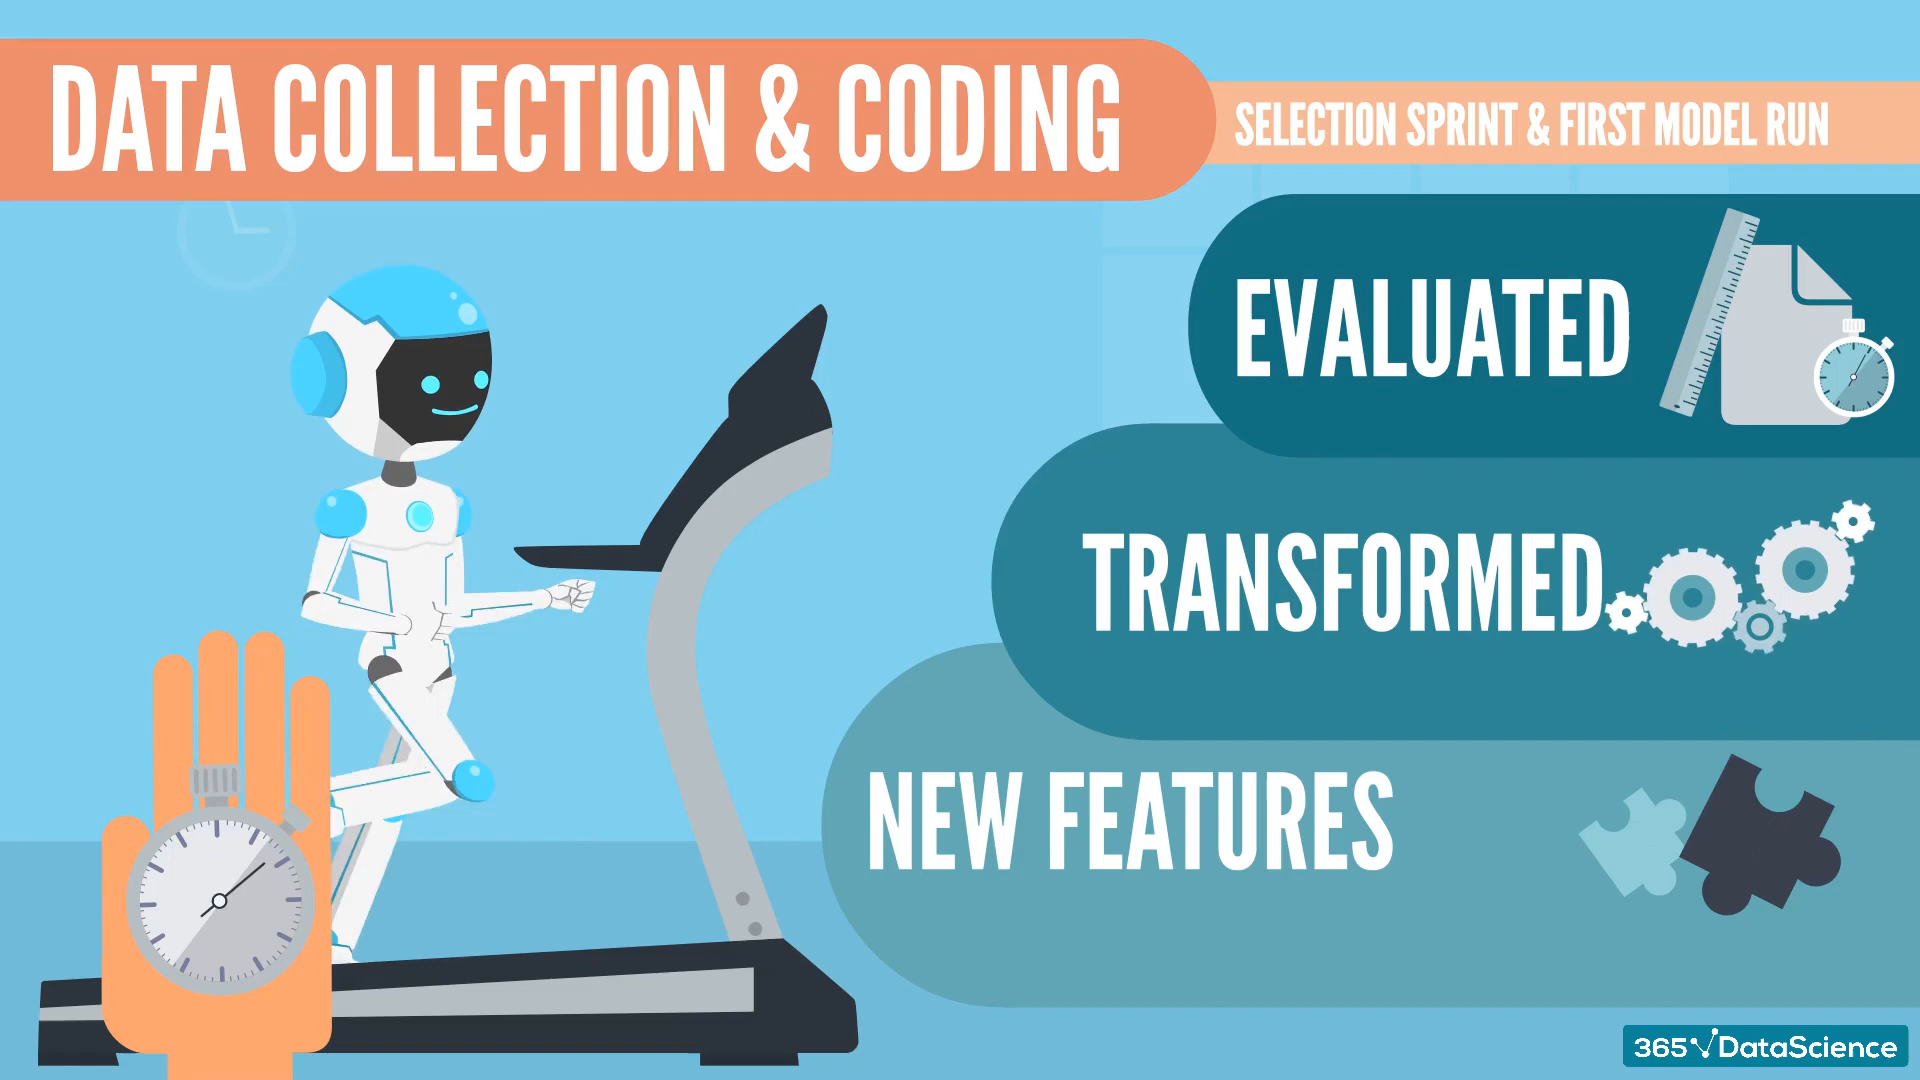 DATA COLLECTION & CODING
SELECTION SPRINT & FIRST MODEL RUN
EVALUATED
TRANSFORMED
NEW FEATURES
365 DataScience